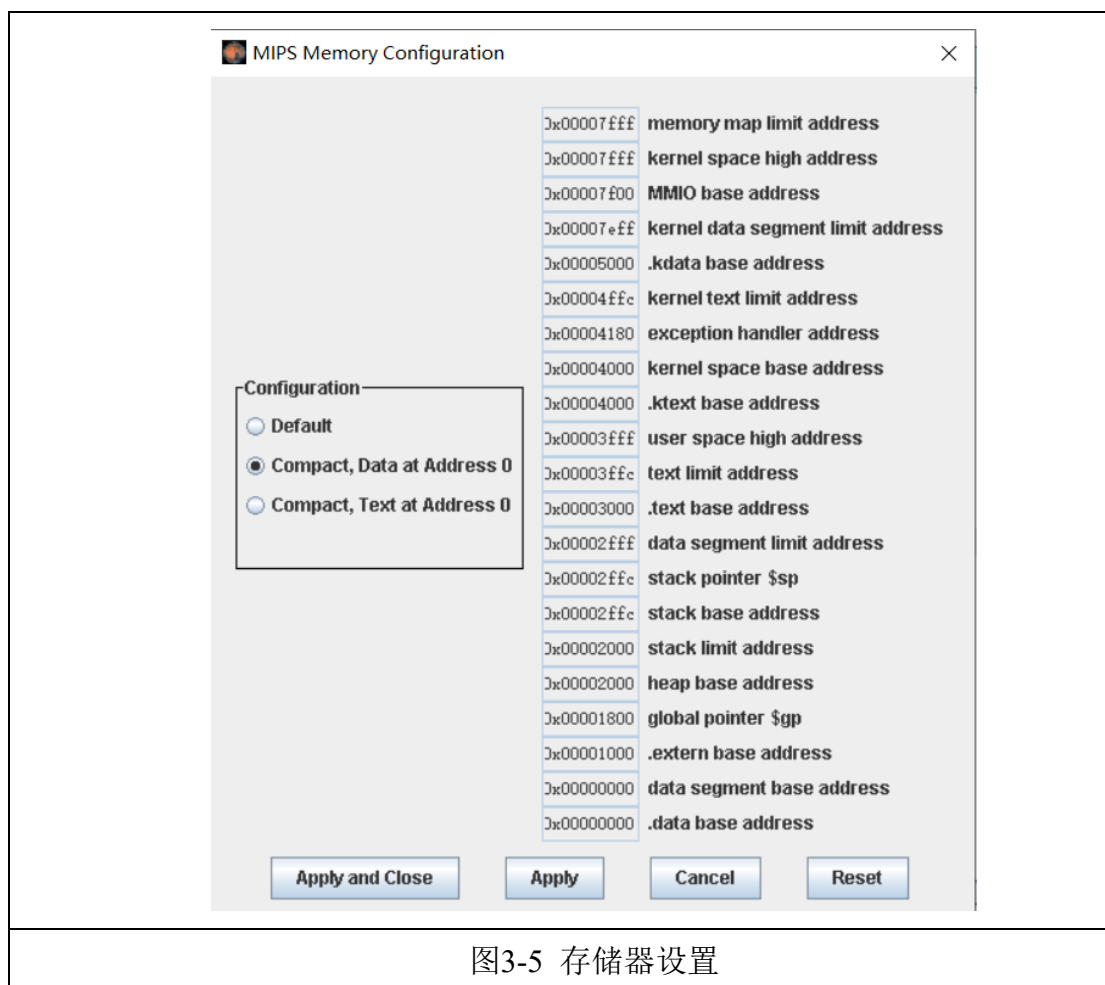 MIPS Memory Configuration
0x00007fff memory map limit address
0x00007fff kernel space high address
0x00007f00 MMIO base address
0x00007eff kernel data segment limit address
0x00005000 .kdata base address
0x00004ffc kernel text limit address
0x00004180 exception handler address
0x00004000 kernel space base address
0x00004000 .ktext base address
0x00003fff user space high address
0x00003ffc text limit address
0x00003000 .text base address
0x00002fff data segment limit address
0x00002ffc stack pointer $sp
0x00002ffc stack base address
0x00002000 stack limit address
0x00002000 heap base address
0x00001800 global pointer $gp
0x00001000 .extern base address
0x00000000 data segment base address
0x00000000 .data base address
Configuration
Default
Compact, Data at Address 0
Compact, Text at Address 0
Apply and Close Apply Cancel Reset
图3-5 存储器设置